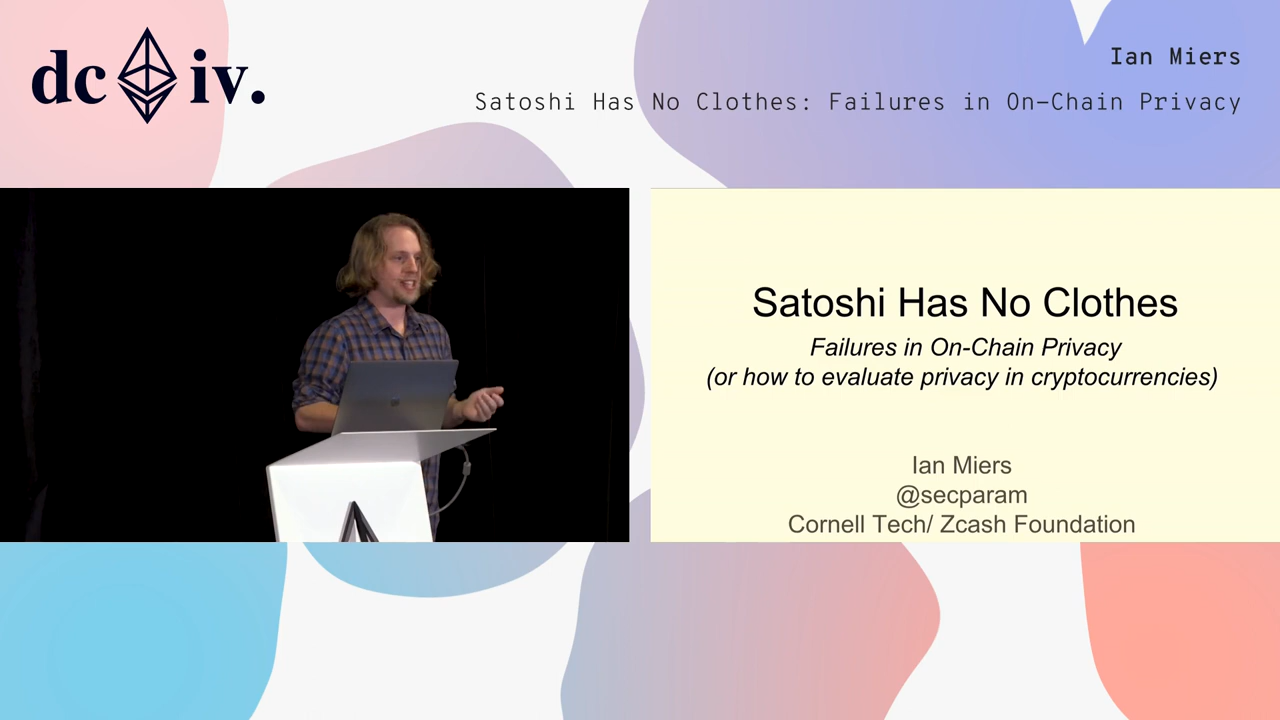 dc iv.
Ian Miers
Satoshi Has No Clothes: Failures in On-Chain Privacy
Satoshi Has No Clothes
Failures in On-Chain Privacy
(or how to evaluate privacy in cryptocurrencies)
Ian Miers
@secparam
Cornell Tech/ Zcash Foundation